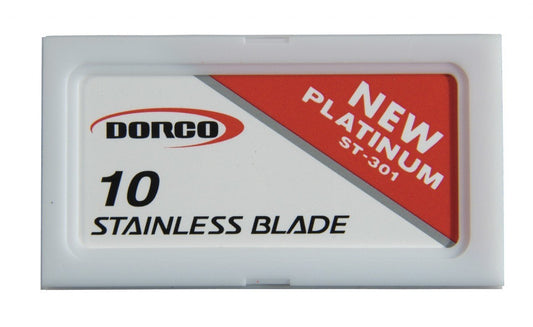 DORCO
10
STAINLESS BLADE
NEW
PLATINUM
ST-301